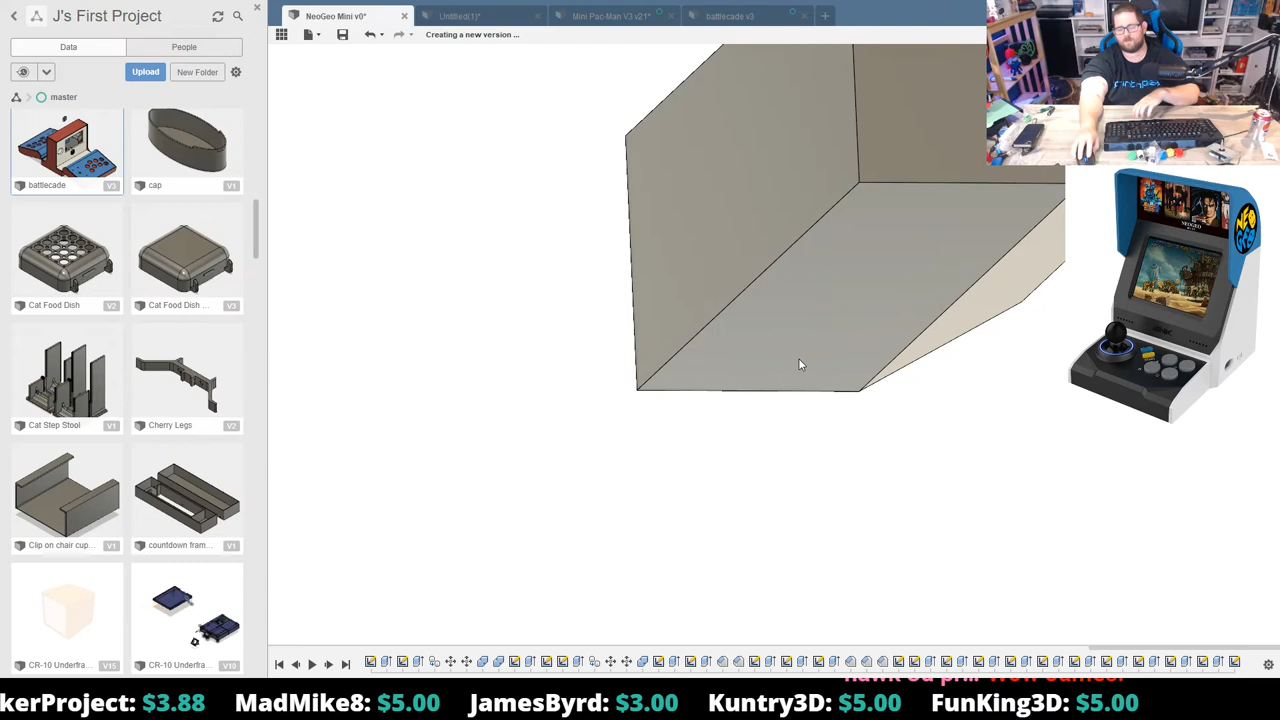 J's First Project
NeoGeo Mini v0*
Untitled(1)*
Mini Pac-Man V3 v21*
battlecade v3
Creating a new version ...
Data
People
Upload
New Folder
master
battlecade
V3
cap
V1
Cat Food Dish
V2
Cat Food Dish ...
V3
Cat Step Stool
V1
Cherry Legs
V2
Clip on chair cup...
V1
countdown fram...
V1
CR-10 Underfra...
V15
CR-10 Underfra...
V10
NEOGEO
NEO
GEO
kerProject: $3.88 MadMike8: $5.00 JamesByrd: $3.00 Kuntry3D: $5.00 FunKing3D: $5.00